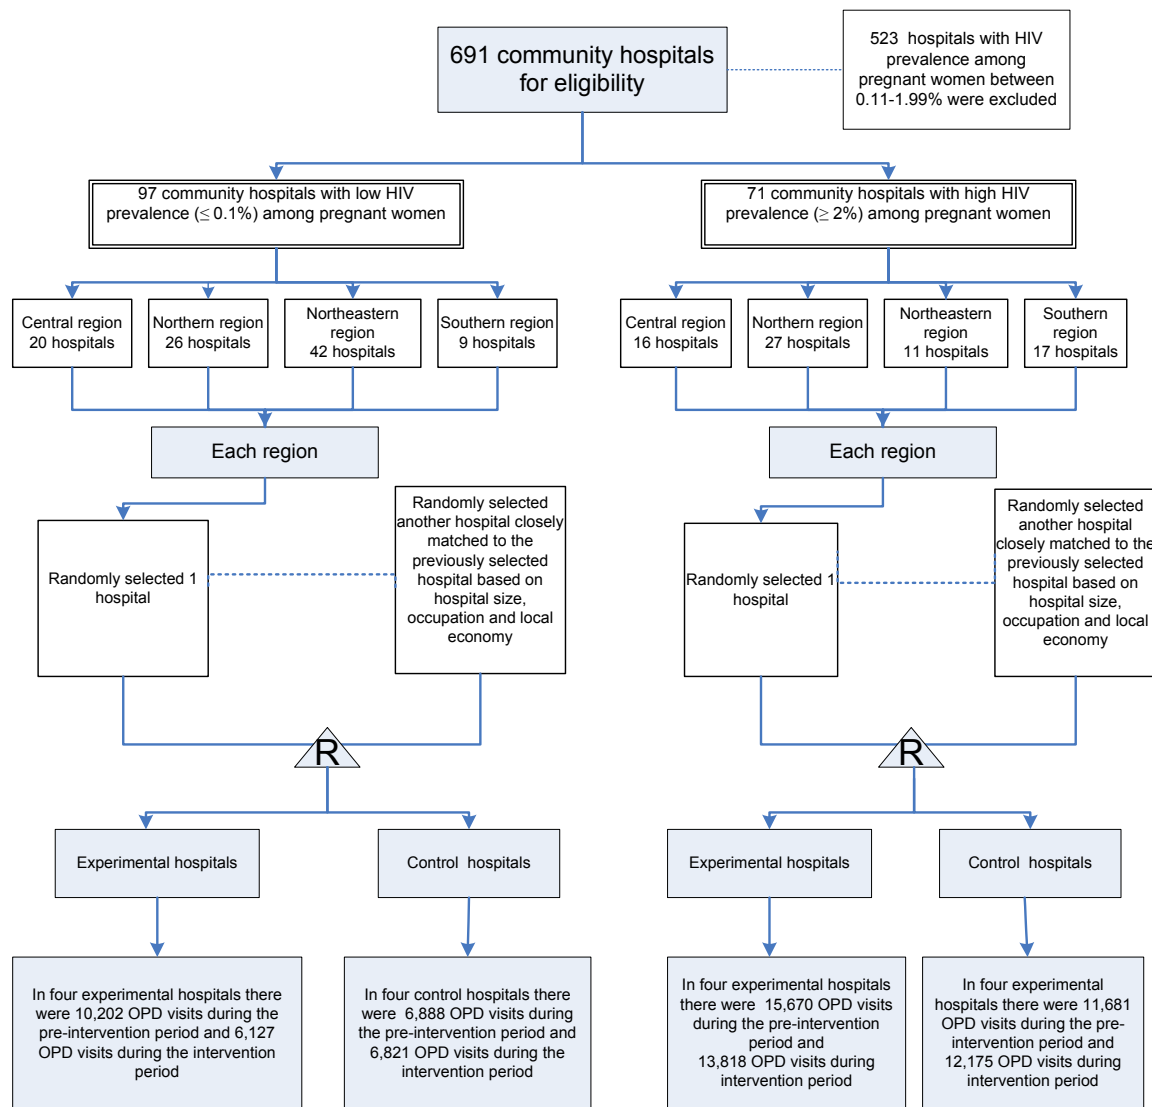 691 community hospitals
for eligibility
523 hospitals with HIV
prevalence among
pregnant women between
0.11-1.99% were excluded
97 community hospitals with low HIV
prevalence (≤ 0.1%) among pregnant women
71 community hospitals with high HIV
prevalence (≥ 2%) among pregnant women
Central region
20 hospitals
Northern region
26 hospitals
Northeastern
region
42 hospitals
Southern region
9 hospitals
Central region
16 hospitals
Northern region
27 hospitals
Northeastern
region
11 hospitals
Southern
region
17 hospitals
Each region
Each region
Randomly selected 1
hospital
Randomly selected
another hospital closely
matched to the
previously selected
hospital based on
hospital size,
occupation and local
economy
Randomly selected 1
hospital
Randomly selected
another hospital
closely matched to the
previously selected
hospital based on
hospital size,
occupation and local
economy
R
R
Experimental hospitals
Control hospitals
Experimental hospitals
Control hospitals
In four experimental hospitals there
were 10,202 OPD visits during the
pre-intervention period and 6,127
OPD visits during the intervention
period
In four control hospitals there
were 6,888 OPD visits during
the pre-intervention period and
6,821 OPD visits during the
intervention period
In four experimental hospitals
there were 15,670 OPD visits
during the pre-intervention
period and
13,818 OPD visits during
intervention period
In four experimental
hospitals there were 11,681
OPD visits during the pre-
intervention period and
12,175 OPD visits during
intervention period